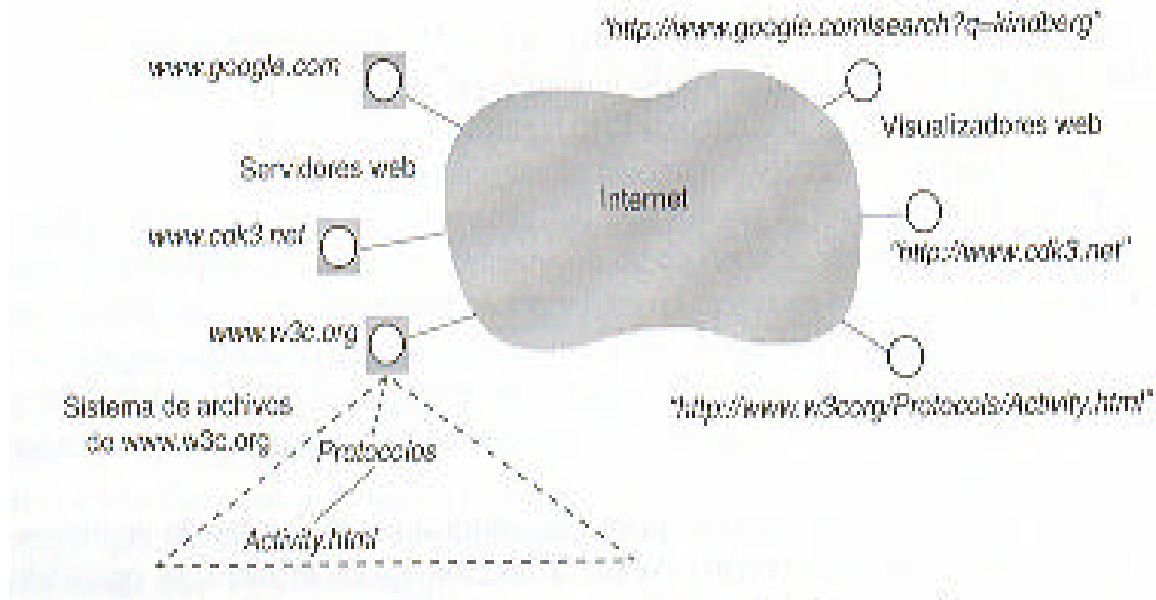 "http://www.google.com/search?q=kindberg"
www.google.com
Visualizadores web
Servidores web
Internet
www.cdk3.net
"http://www.cdk3.net"
www.w3c.org
Sistema de archivos
de www.w3c.org
"http://www.w3corg/Protocols/Activity.html"
Protocolos
Activity.html